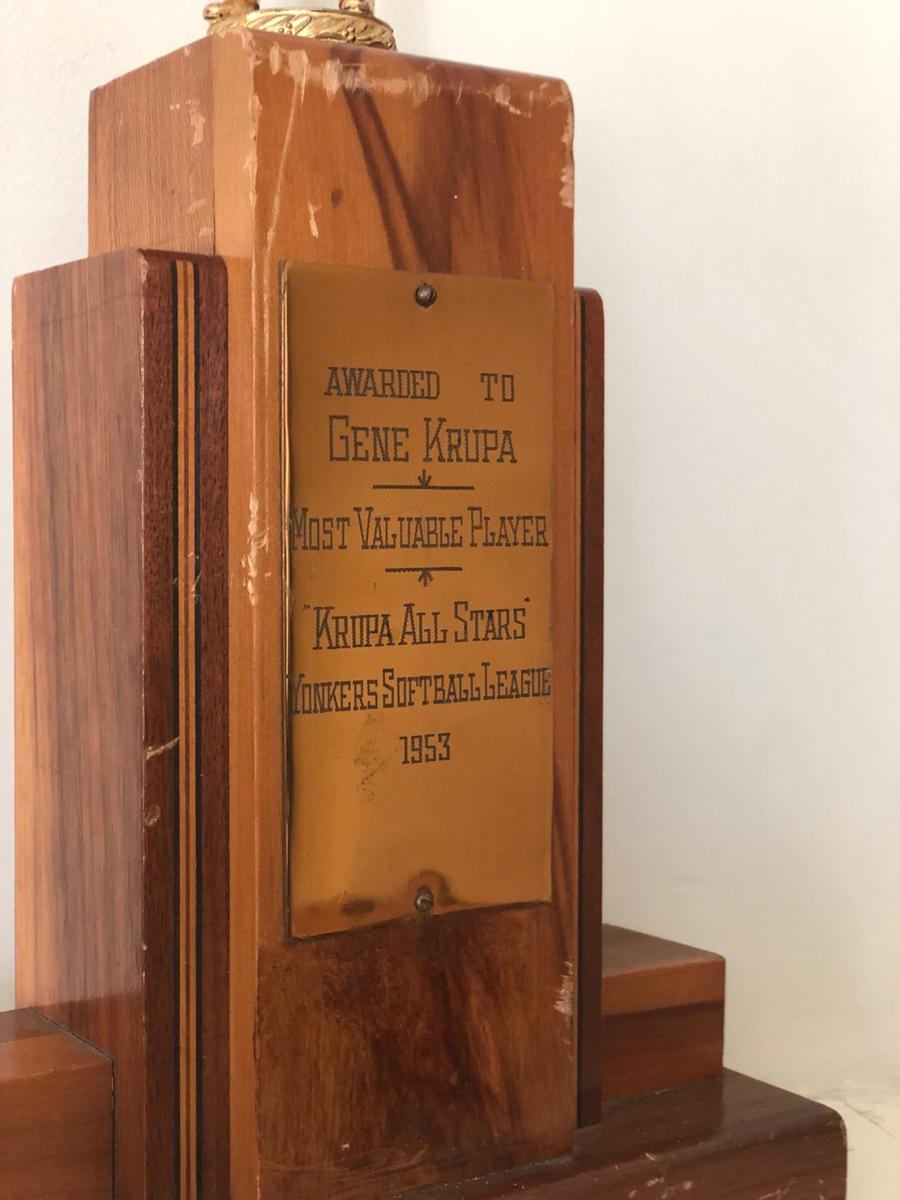 AWARDED TO
GENE KRUPA
MOST VALUABLE PLAYER
"KRUPA ALL STARS"
YONKERS SOFTBALL LEAGUE
1953